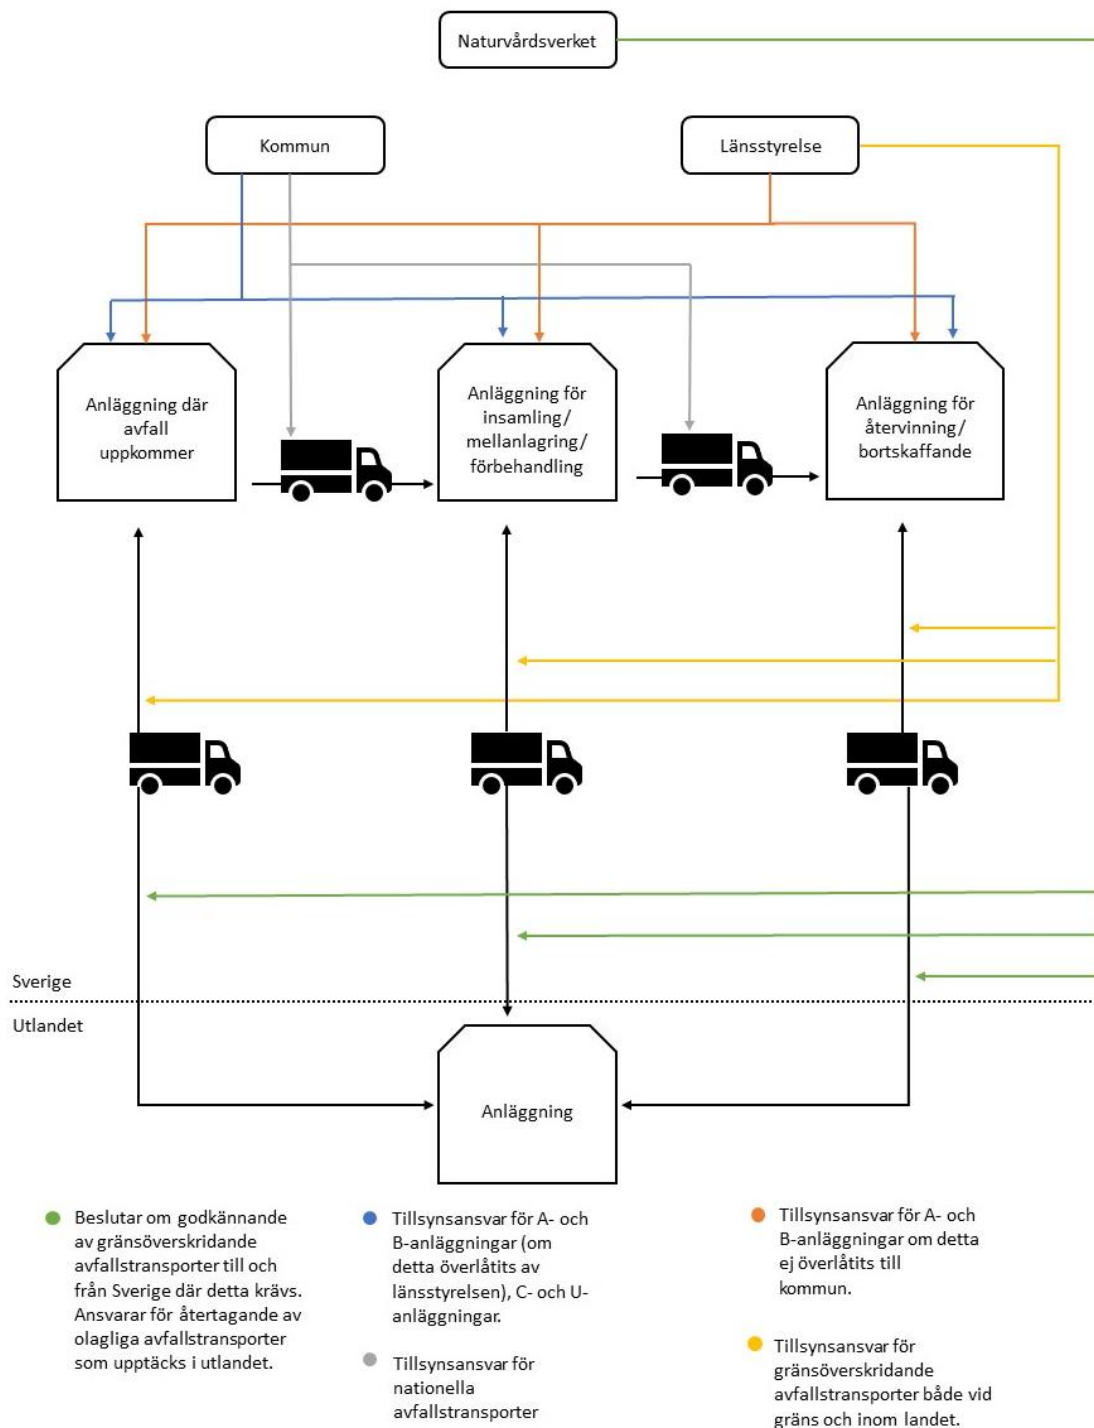 Naturvårdsverket
Kommun
Länsstyrelse
Anläggning där
avfall
uppkommer
Anläggning för
insamling/
mellanlagring/
förbehandling
Anläggning för
återvinning/
bortskaffande
Sverige
Utlandet
Anläggning
Beslutar om godkännande
av gränsöverskridande
avfallstransporter till och
från Sverige där detta krävs.
Ansvarar för återtagande av
olagliga avfallstransporter
som upptäcks i utlandet.
Tillsynsansvar för A- och
B-anläggningar (om
detta överlåtits av
länsstyrelsen), C- och U-
anläggningar.
Tillsynsansvar för
nationella
avfallstransporter
Tillsynsansvar för A- och
B-anläggningar om detta
ej överlåtits till
kommun.
Tillsynsansvar för
gränsöverskridande
avfallstransporter både vid
gräns och inom landet.